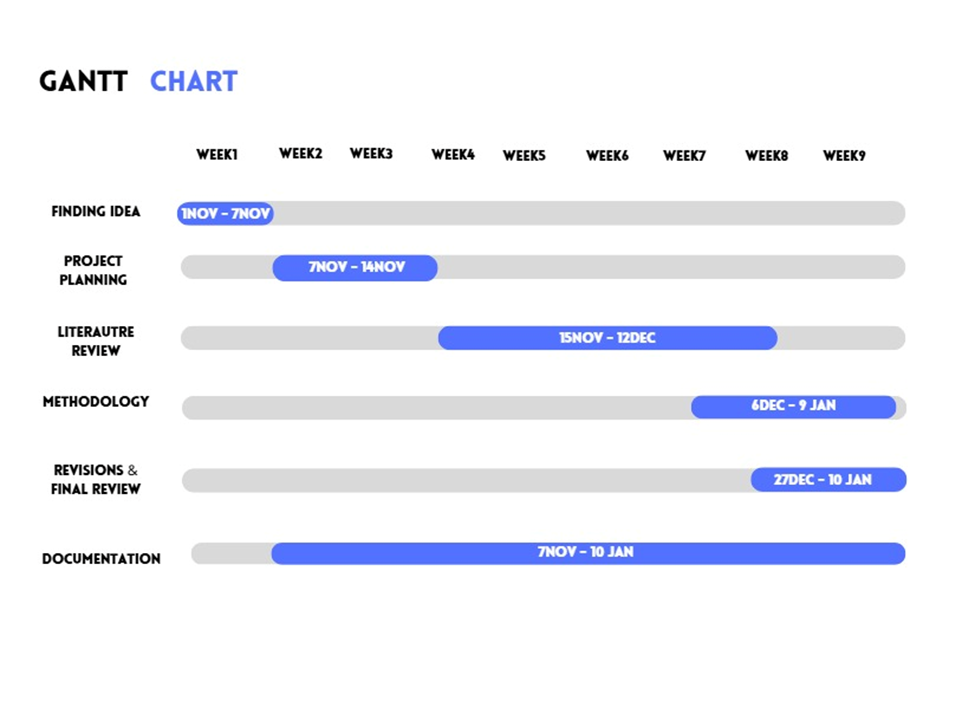 GANTT CHART
WEEK1 WEEK2 WEEK3 WEEK4 WEEK5 WEEK6 WEEK7 WEEK8 WEEK9
FINDING IDEA
1NOV - 7NOV
PROJECT
PLANNING
7NOV - 14NOV
LITERAUTRE
REVIEW
15NOV - 12DEC
METHODOLOGY
6DEC - 9 JAN
REVISIONS &
FINAL REVIEW
27DEC - 10 JAN
DOCUMENTATION
7NOV - 10 JAN